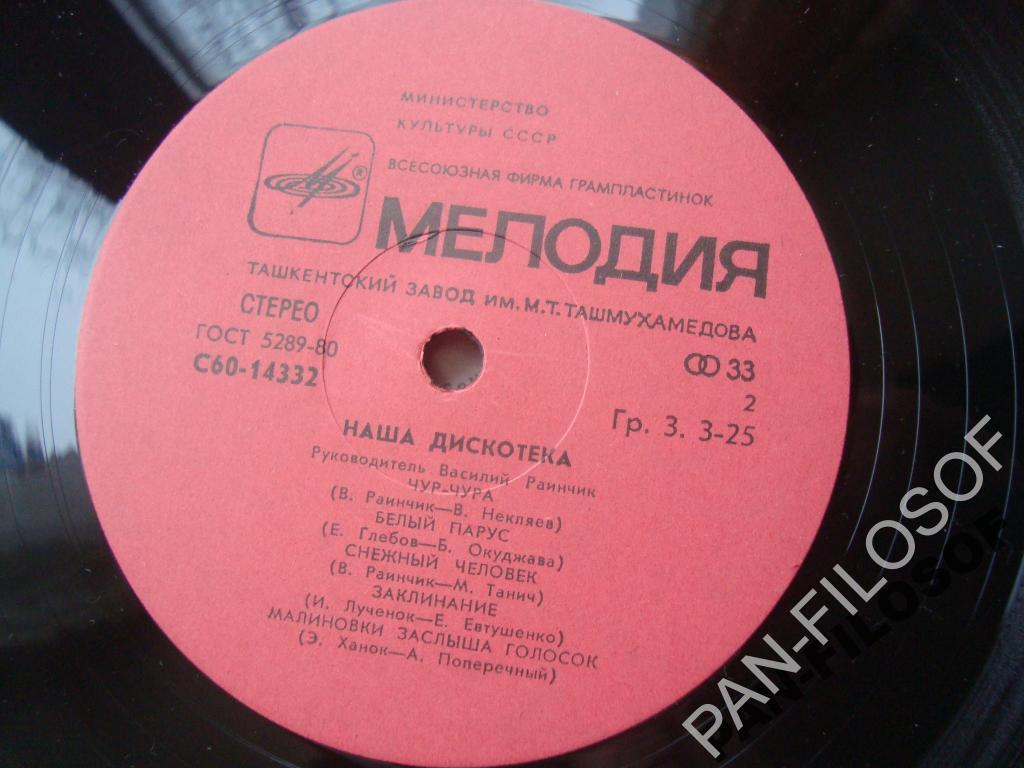 МИНИСТЕРСТВО
КУЛЬТУРЫ СССР
ВСЕСОЮЗНАЯ ФИРМА ГРАМПЛАСТИНОК
®
МЕЛОДИЯ
ТАШКЕНТСКИЙ ЗАВОД ИМ. М. Т. ТАШМУХАМЕДОВА
СТЕРЕО
ГОСТ 5289-80
С60-14332
33
2
Гр. 3. 3-25
НАША ДИСКОТЕКА
Руководитель Василий Раинчик
ЧУР-ЧУРА
(В. Раинчик—В. Некляев)
БЕЛЫЙ ПАРУС
(Е. Глебов—Б. Окуджава)
СНЕЖНЫЙ ЧЕЛОВЕК
(В. Раинчик—М. Танич)
ЗАКЛИНАНИЕ
(И. Лученок—Е. Евтушенко)
МАЛИНОВКИ ЗАСЛЫША ГОЛОСОК
(Э. Ханок—А. Поперечный)
PAN-FILOSOF